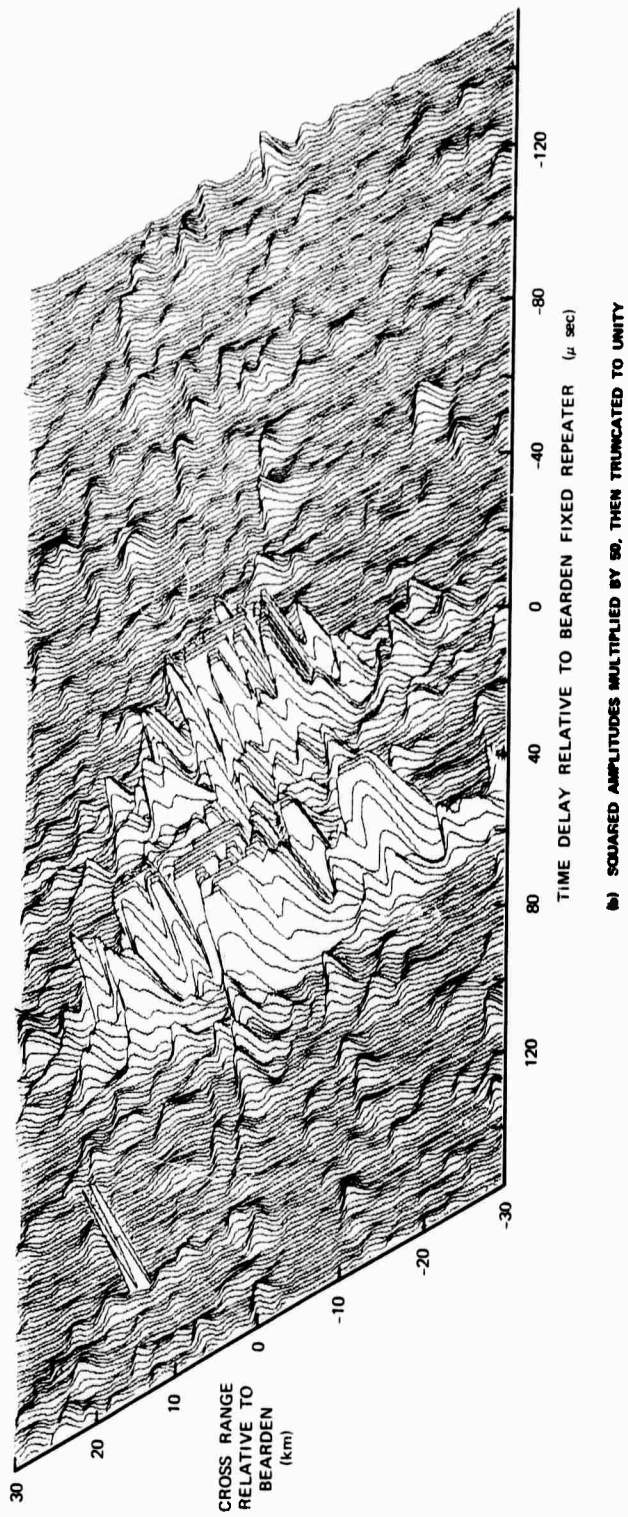 30
20
10
0
-10
-20
-30
CROSS RANGE
RELATIVE TO
BEARDEN
(km)
120
80
40
0
-40
-80
-120
TIME DELAY RELATIVE TO BEARDEN FIXED REPEATER (μ sec)
(b) SQUARED AMPLITUDES MULTIPLIED BY 50, THEN TRUNCATED TO UNITY